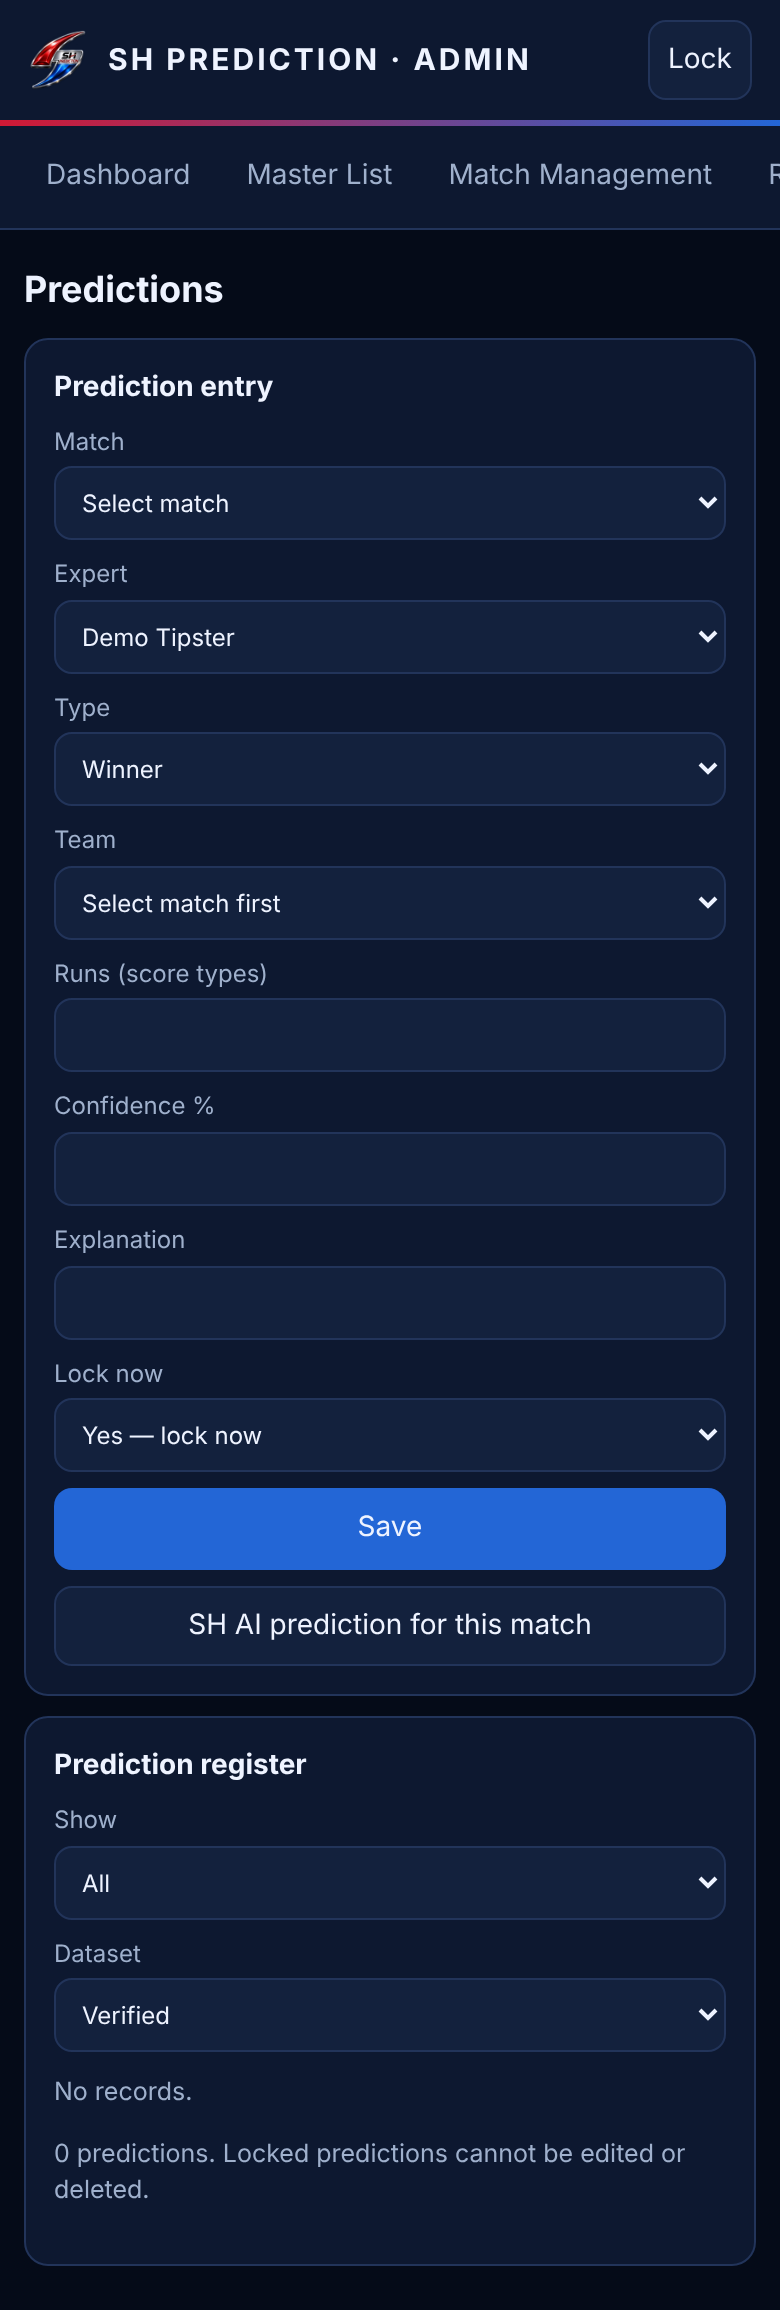 SH
SH PREDICTION · ADMIN
Lock
Dashboard
Master List
Match Management
Predictions
Prediction entry
Match
Select match
Expert
Demo Tipster
Type
Winner
Team
Select match first
Runs (score types)
Confidence %
Explanation
Lock now
Yes — lock now
Save
SH AI prediction for this match
Prediction register
Show
All
Dataset
Verified
No records.
0 predictions. Locked predictions cannot be edited or
deleted.